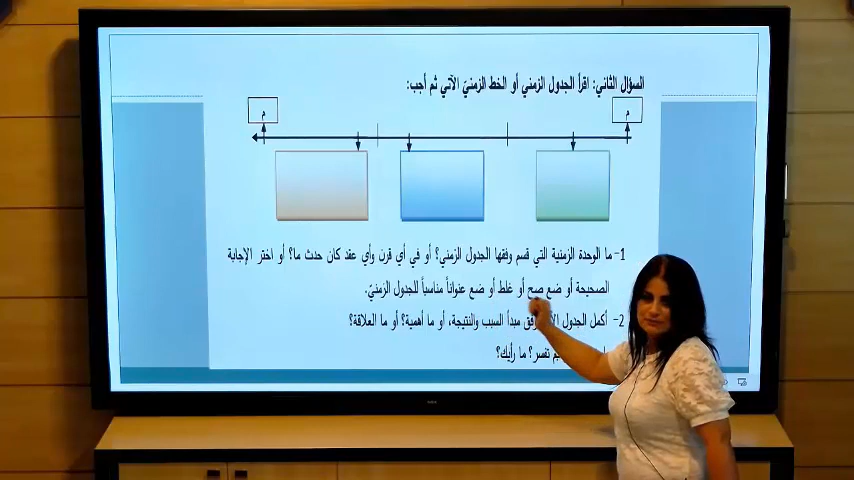 السؤال الثاني: اقرأ الجدول الزمني أو الخط الزمنيّ الآتي ثم أجب:
م
م
1- ما الوحدة الزمنية التي قسم وفقها الجدول الزمني؟ أو في أي قرن وأي عقد كان حدث ما؟ أو اختر الإجابة
الصحيحة أو ضع صح أو غلط أو ضع عنواناً مناسباً للجدول الزمنيّ.
2- أكمل الجدول وفق مبدأ السبب والنتيجة، أو ما أهمية؟ أو ما العلاقة؟
بم تفسر؟ ما رأيك؟